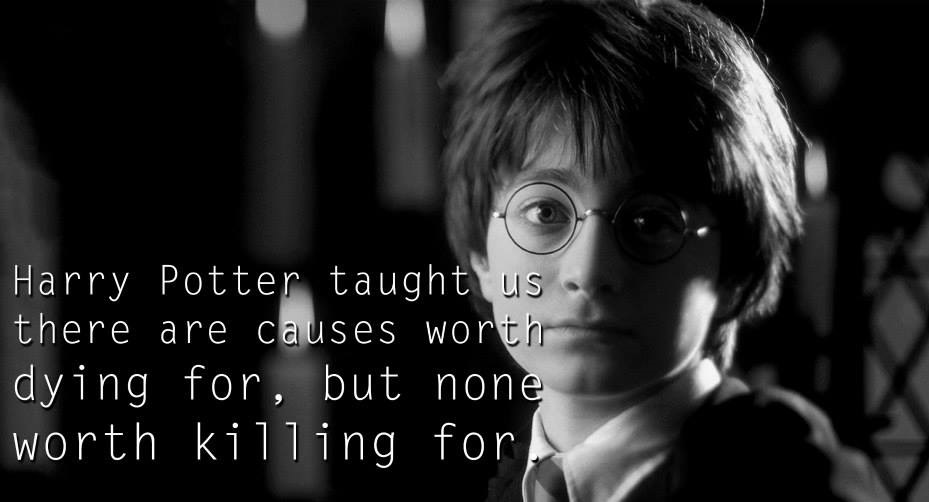 Harry Potter taught us
there are causes worth
dying for, but none
worth killing for.